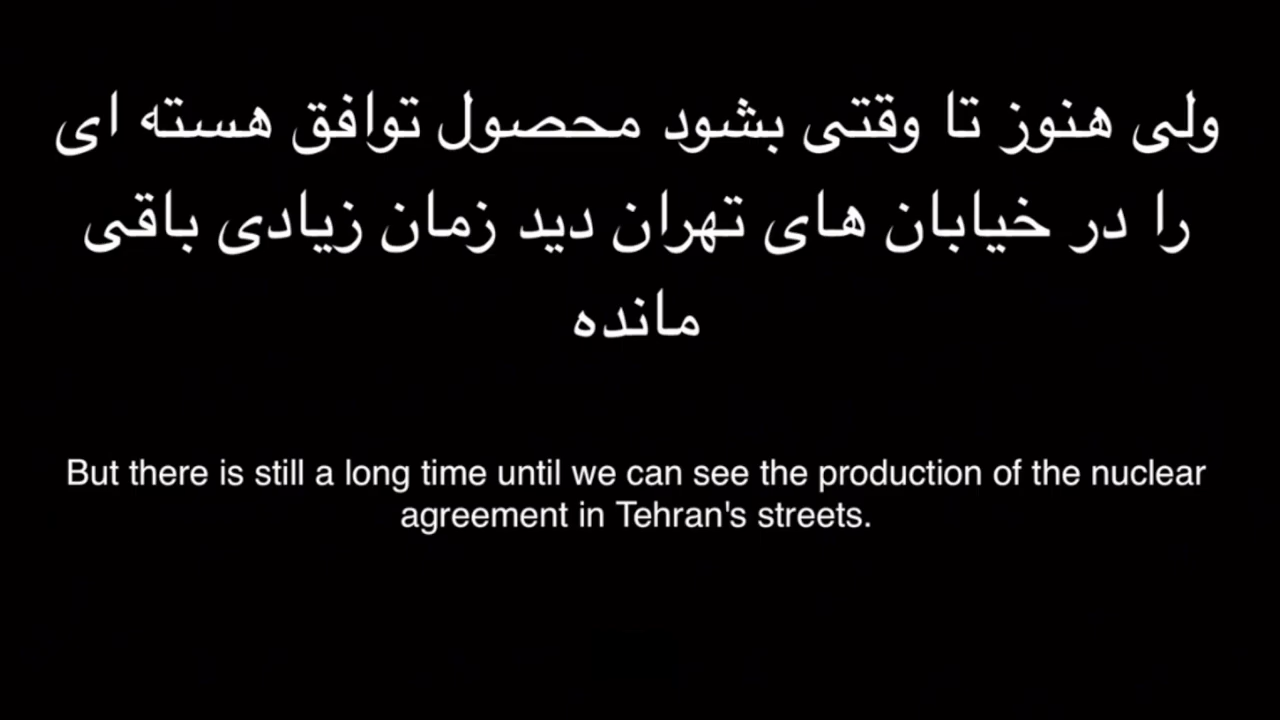 ولی هنوز تا وقتی بشود محصول توافق هسته ای
را در خیابان های تهران دید زمان زیادی باقی
مانده
But there is still a long time until we can see the production of the nuclear
agreement in Tehran's streets.